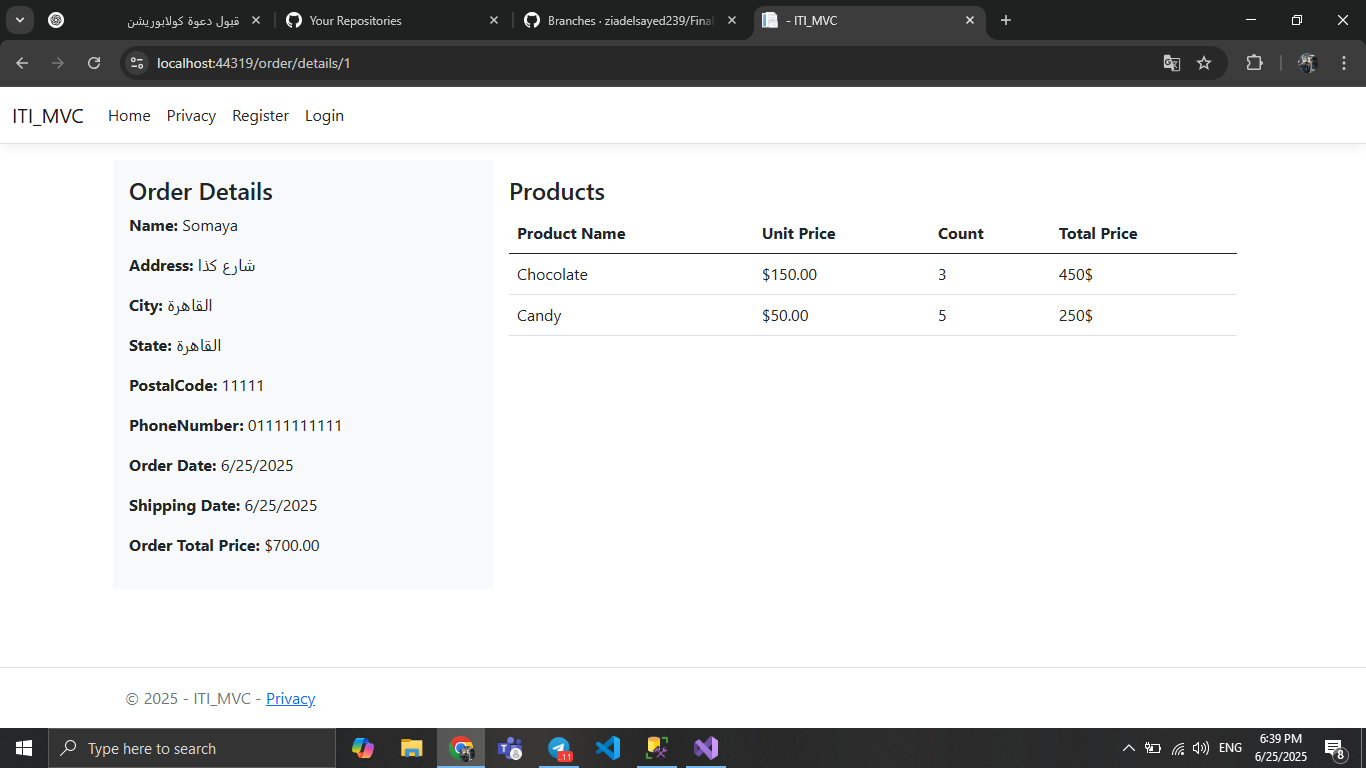 قبول دعوة كولابوريشن
Your Repositories
Branches · ziadelsayed239/Final
- ITI_MVC
localhost:44319/order/details/1
ITI_MVC Home Privacy Register Login
Order Details
Name: Somaya
Address: شارع كذا
City: القاهرة
State: القاهرة
PostalCode: 11111
PhoneNumber: 01111111111
Order Date: 6/25/2025
Shipping Date: 6/25/2025
Order Total Price: $700.00
Products
Product Name Unit Price Count Total Price
Chocolate $150.00 3 450$
Candy $50.00 5 250$
© 2025 - ITI_MVC - Privacy
Type here to search
.11
ENG
6:39 PM
6/25/2025
8